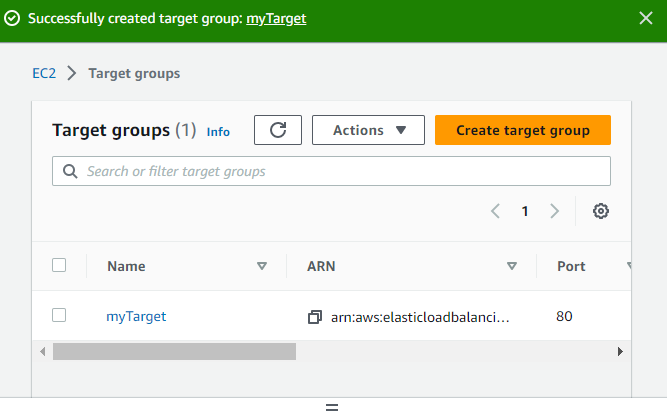 Successfully created target group: myTarget
EC2 > Target groups
Target groups (1) Info
Actions
Create target group
Search or filter target groups
1
Name ARN Port
myTarget arn:aws:elasticloadbalanci... 80